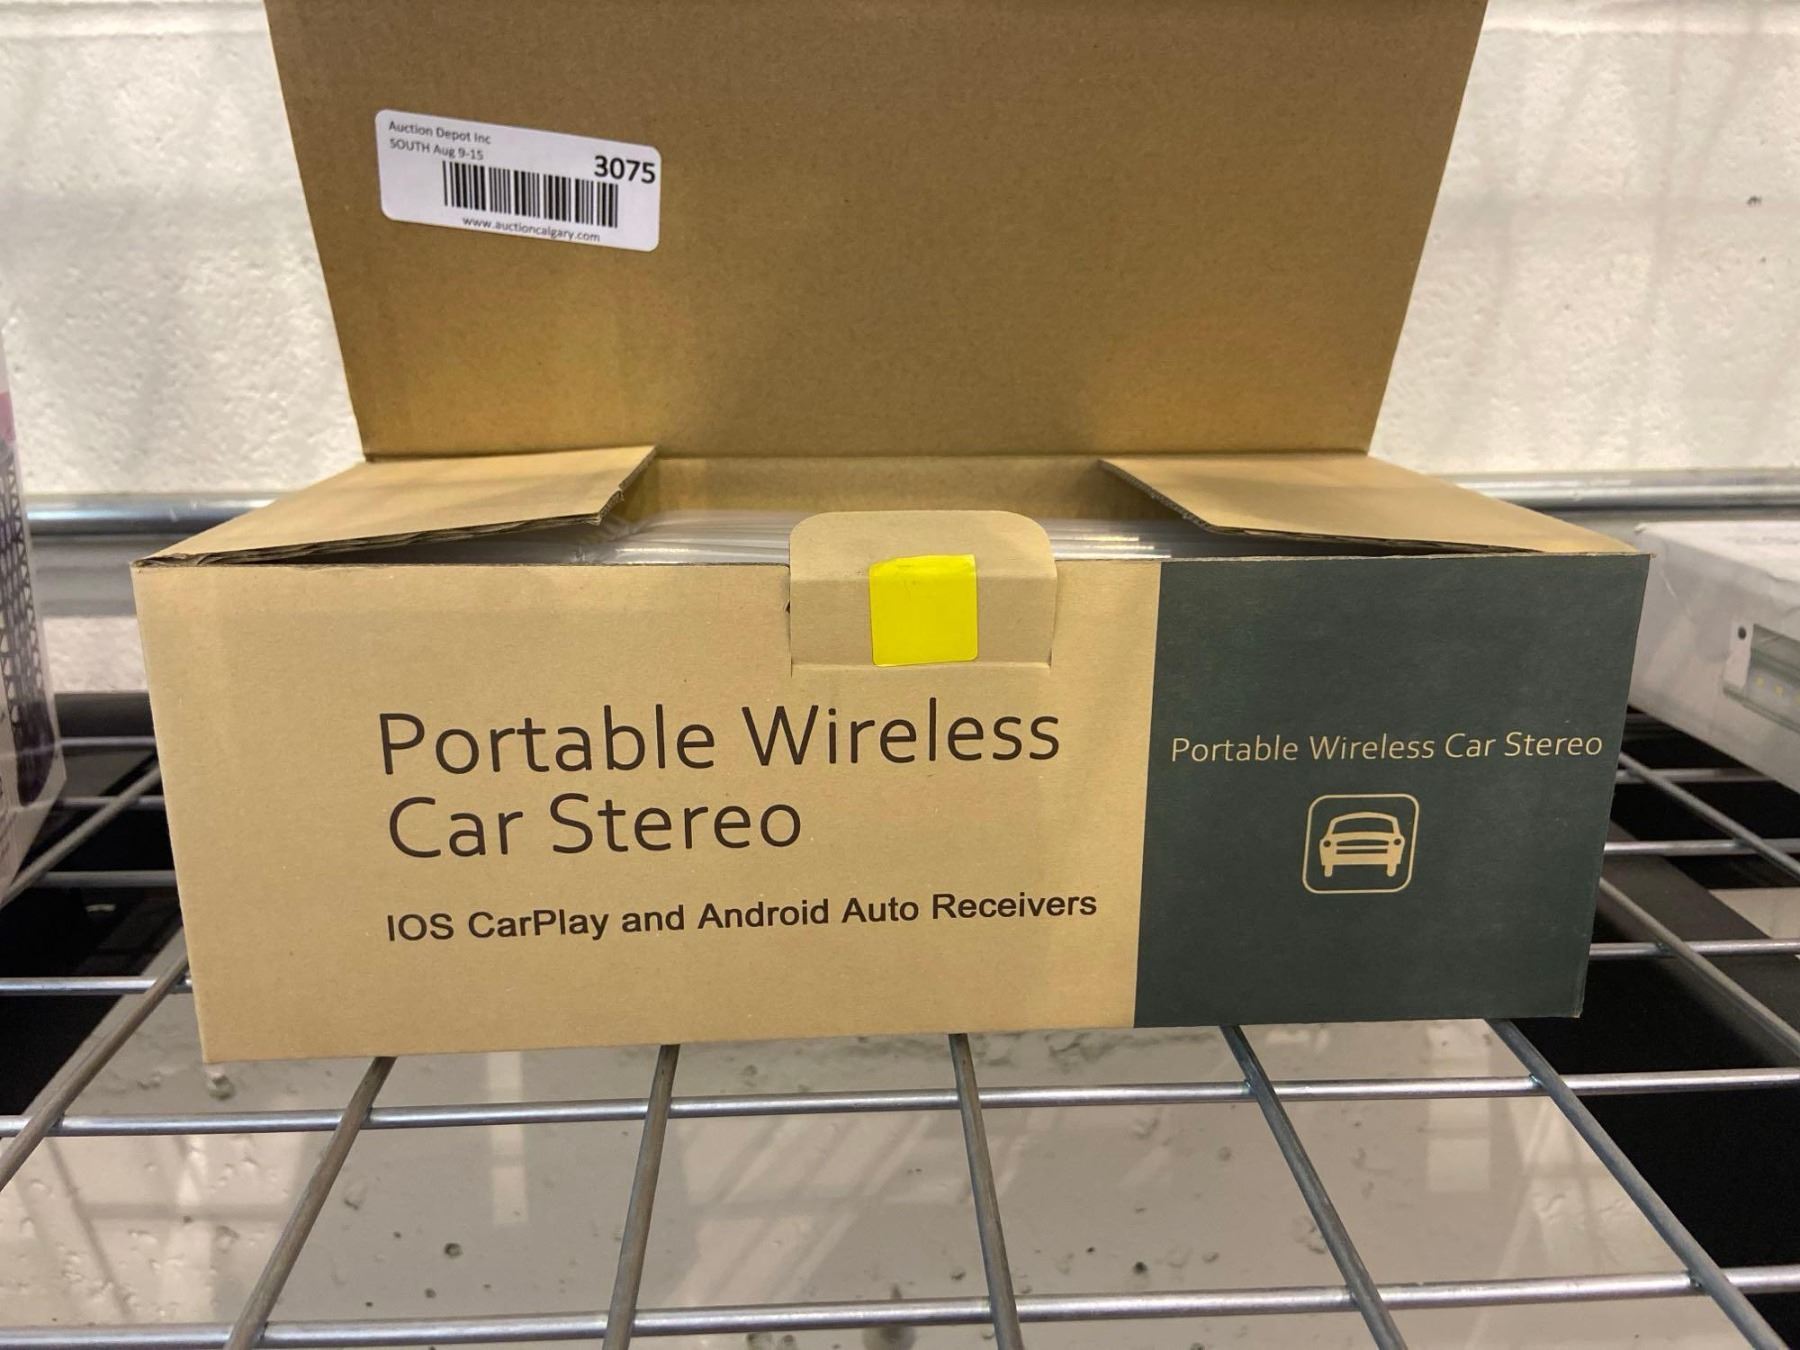 Auction Depot Inc
SOUTH Aug 9-15
3075
www.auctioncalgary.com
Portable Wireless
Car Stereo
IOS CarPlay and Android Auto Receivers
Portable Wireless Car Stereo